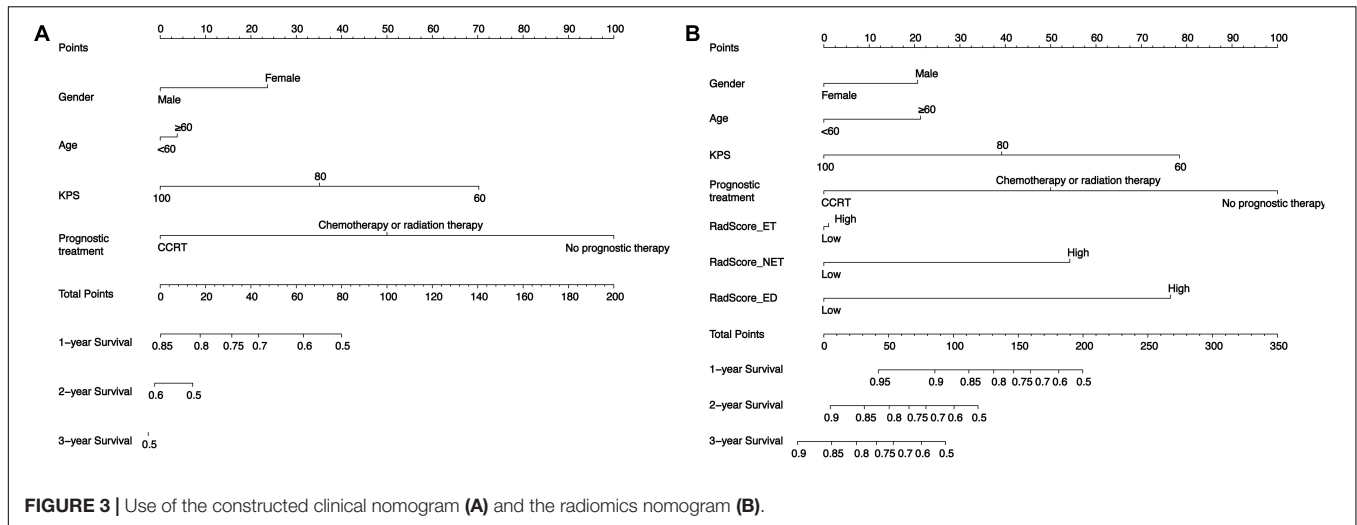 A
Points
0 10 20 30 40 50 60 70 80 90 100
Female
Gender
Male
≥60
Age
<60
80
KPS
100 60
Chemotherapy or radiation therapy
Prognostic
treatment
CCRT No prognostic therapy
Total Points
0 20 40 60 80 100 120 140 160 180 200
1−year Survival
0.85 0.8 0.75 0.7 0.6 0.5
2−year Survival
0.6 0.5
3−year Survival
0.5
B
Points
0 10 20 30 40 50 60 70 80 90 100
Male
Gender
Female
≥60
Age
<60
80
KPS
100 60
Chemotherapy or radiation therapy
Prognostic
treatment
CCRT No prognostic therapy
High
RadScore_ET
Low
High
RadScore_NET
Low
High
RadScore_ED
Low
Total Points
0 50 100 150 200 250 300 350
1−year Survival
0.95 0.9 0.85 0.8 0.75 0.7 0.6 0.5
2−year Survival
0.9 0.85 0.8 0.75 0.7 0.6 0.5
3−year Survival
0.9 0.85 0.8 0.75 0.7 0.6 0.5
FIGURE 3 | Use of the constructed clinical nomogram (A) and the radiomics nomogram (B).